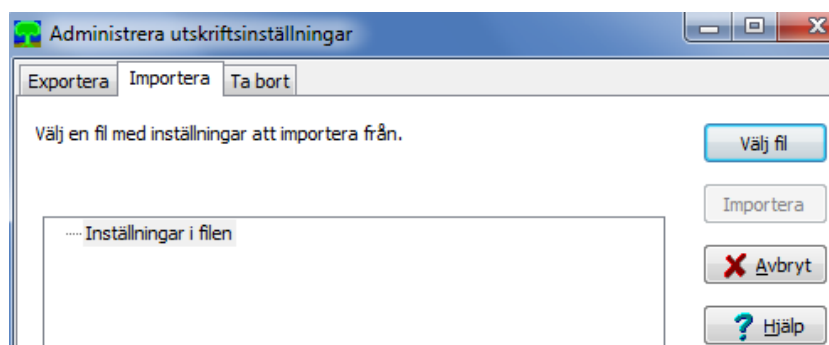 Administrera utskriftsinställningar
Exportera Importera Ta bort
Välj en fil med inställningar att importera från.
Välj fil
Importera
Inställningar i filen
Avbryt
Hjälp